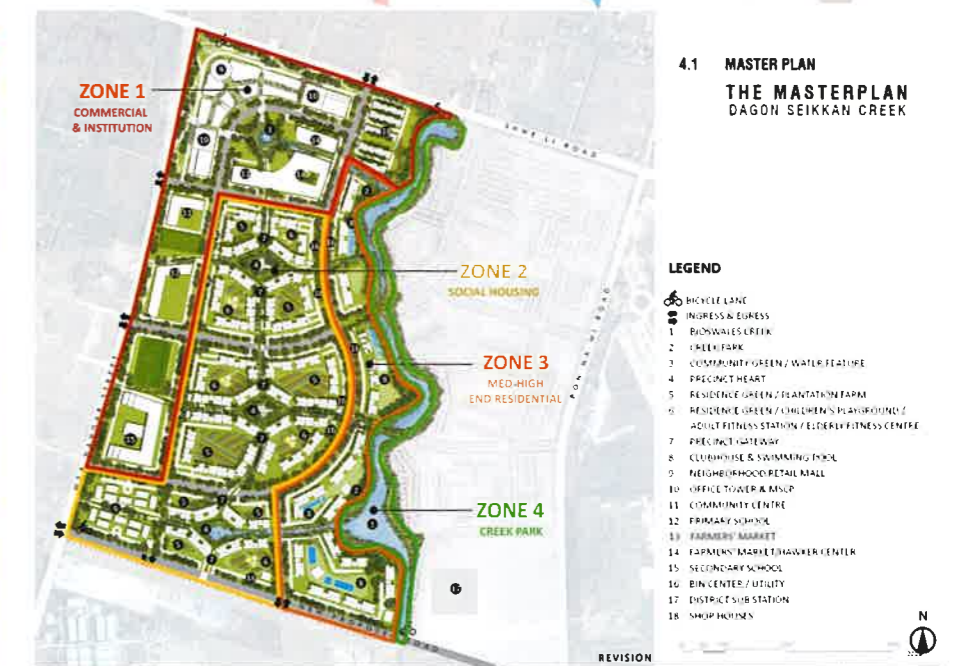 4.1 MASTER PLAN
THE MASTERPLAN
DAGON SEIKKAN CREEK
ZONE 1
COMMERCIAL
& INSTITUTION
ZONE 2
SOCIAL HOUSING
ZONE 3
MED-HIGH
END RESIDENTIAL
ZONE 4
CREEK PARK
ROAD
ROAD
ROAD
LEGEND
BICYCLE LANE
INGRESS & EGRESS
1 BIOSWALES CREEK
2 CREEK PARK
3 COMMUNITY GREEN / WATER FEATURE
4 PRECINCT HEART
5 RESIDENCE GREEN / PLANTATION FARM
6 RESIDENCE GREEN / CHILDREN'S PLAYGROUND /
ADULT FITNESS STATION / ELDERLY FITNESS CENTRE
7 PRECINCT GATEWAY
8 CLUBHOUSE & SWIMMING POOL
9 NEIGHBORHOOD RETAIL MALL
10 OFFICE TOWER & MSCP
11 COMMUNITY CENTRE
12 PRIMARY SCHOOL
13 FARMERS' MARKET
14 FARMERS' MARKET/HAWKER CENTER
15 SECONDARY SCHOOL
16 BIN CENTER / UTILITY
17 DISTRICT SUB STATION
18 SHOP HOUSES
N
REVISION